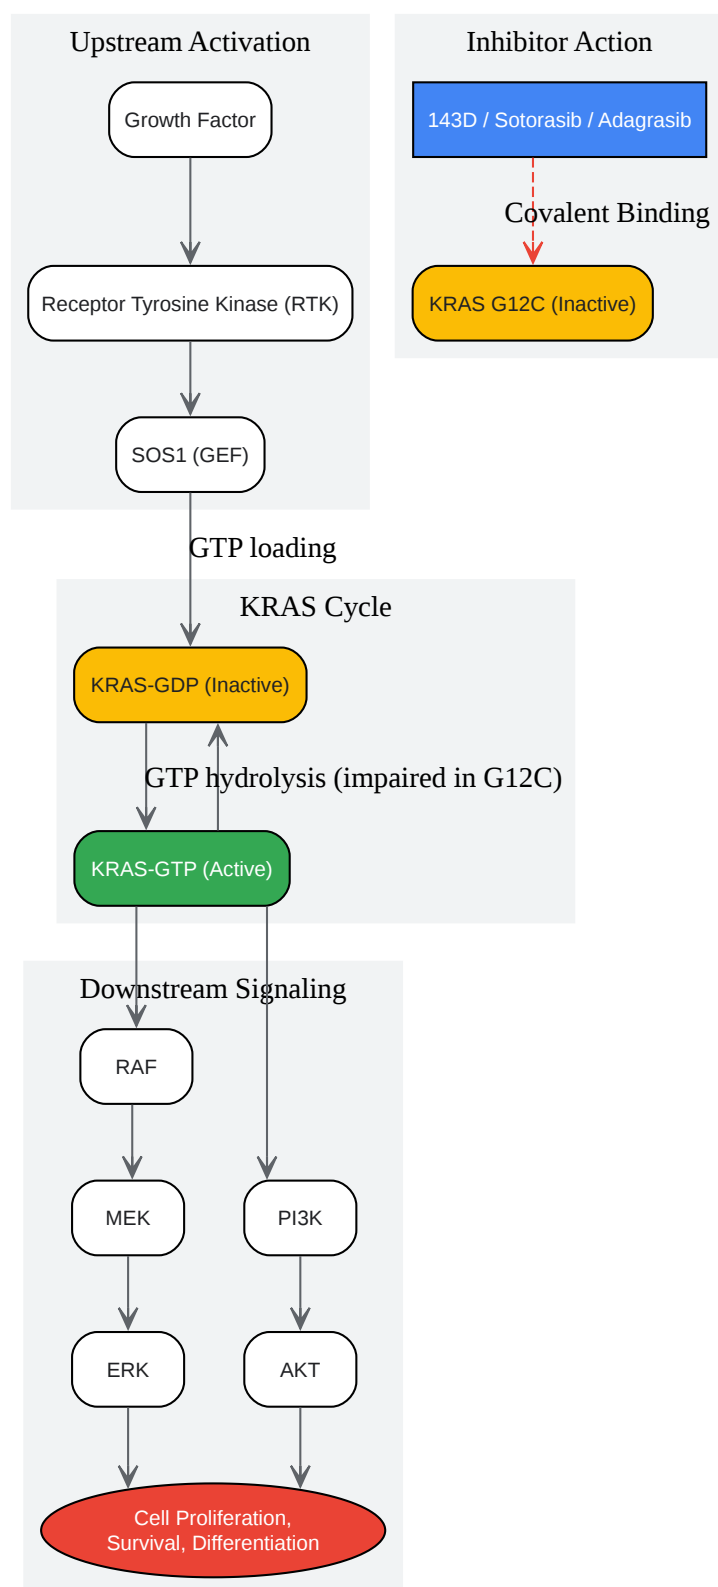 Upstream Activation
Growth Factor
Receptor Tyrosine Kinase (RTK)
SOS1 (GEF)
Inhibitor Action
143D / Sotorasib / Adagrasib
Covalent Binding
KRAS G12C (Inactive)
GTP loading
KRAS Cycle
KRAS-GDP (Inactive)
GTP hydrolysis (impaired in G12C)
KRAS-GTP (Active)
Downstream Signaling
RAF
MEK
PI3K
ERK
AKT
Cell Proliferation,
Survival, Differentiation